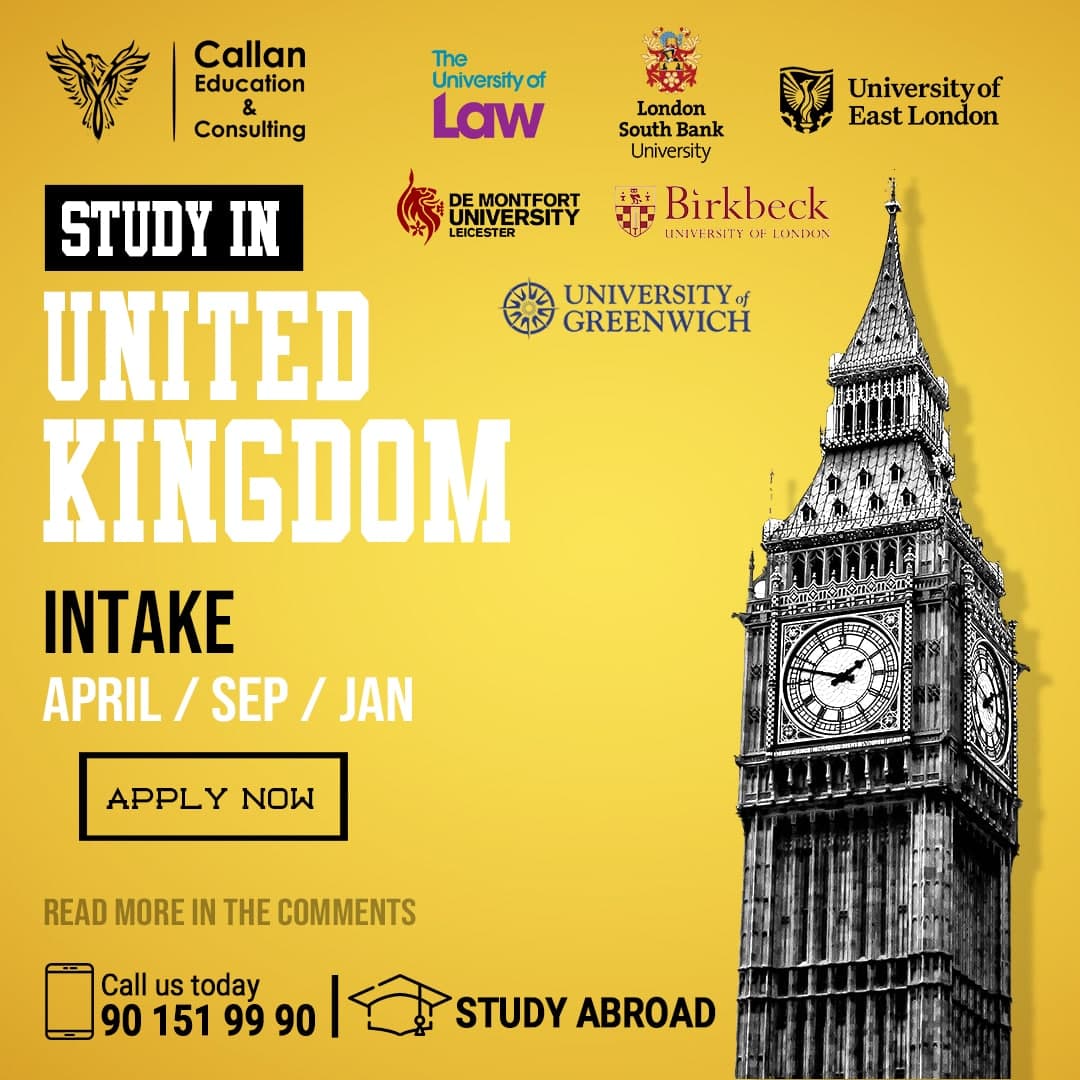 Callan
Education
&
Consulting
The
University of
Law
London
South Bank
University
University of
East London
DE MONTFORT
UNIVERSITY
LEICESTER
Birkbeck
UNIVERSITY OF LONDON
UNIVERSITY of
GREENWICH
STUDY IN
UNITED
KINGDOM
INTAKE
APRIL / SEP / JAN
APPLY NOW
READ MORE IN THE COMMENTS
Call us today
90 151 99 90
STUDY ABROAD